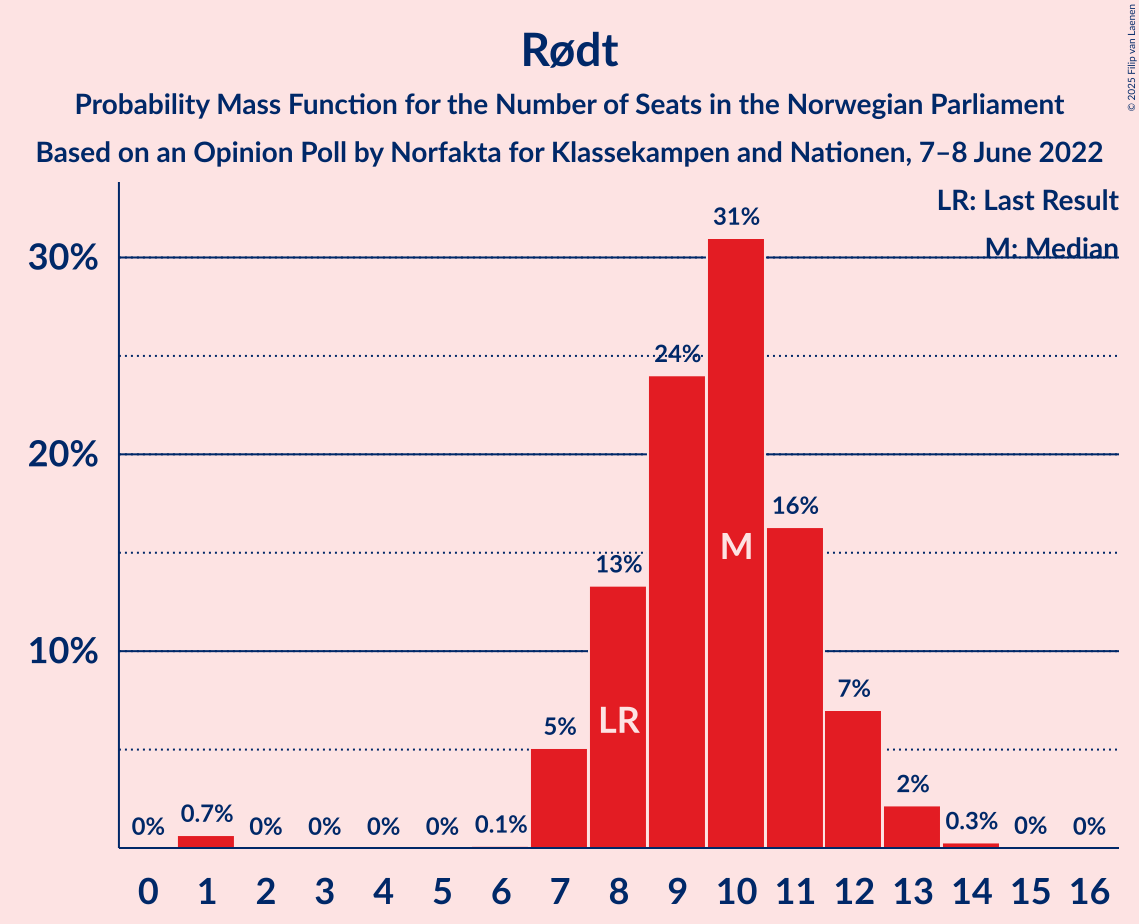 Rødt
Probability Mass Function for the Number of Seats in the Norwegian Parliament
Based on an Opinion Poll by Norfakta for Klassekampen and Nationen, 7–8 June 2022
© 2025 Filip van Laenen
LR: Last Result
M: Median
30%
20%
10%
0% 0.7% 0% 0% 0% 0% 0.1% 5% 13% 24% 31% 16% 7% 2% 0.3% 0% 0%
LR
M
0 1 2 3 4 5 6 7 8 9 10 11 12 13 14 15 16